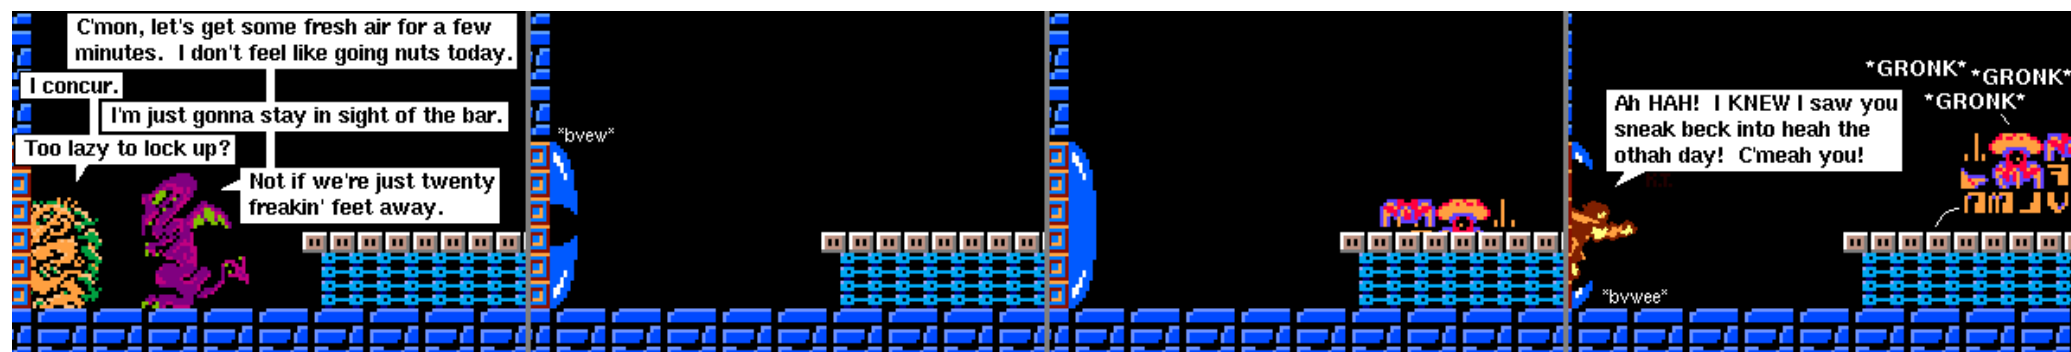 C'mon, let's get some fresh air for a few
minutes.  I don't feel like going nuts today.
I concur.
I'm just gonna stay in sight of the bar.
Too lazy to lock up?
Not if we're just twenty
freakin' feet away.
*bvew*
*GRONK*
*GRONK*
*GRONK*
Ah HAH!  I KNEW I saw you
sneak beck into heah the
othah day!  C'meah you!
*bvwee*